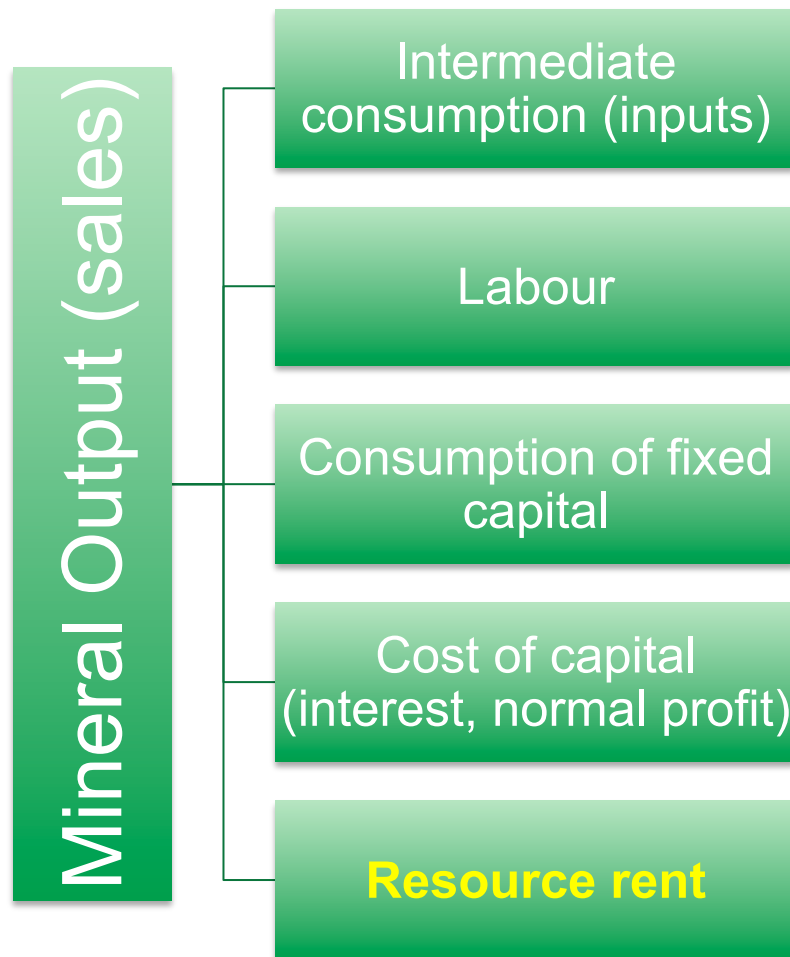 Mineral Output (sales)
Intermediate
consumption (inputs)
Labour
Consumption of fixed
capital
Cost of capital
(interest, normal profit)
Resource rent